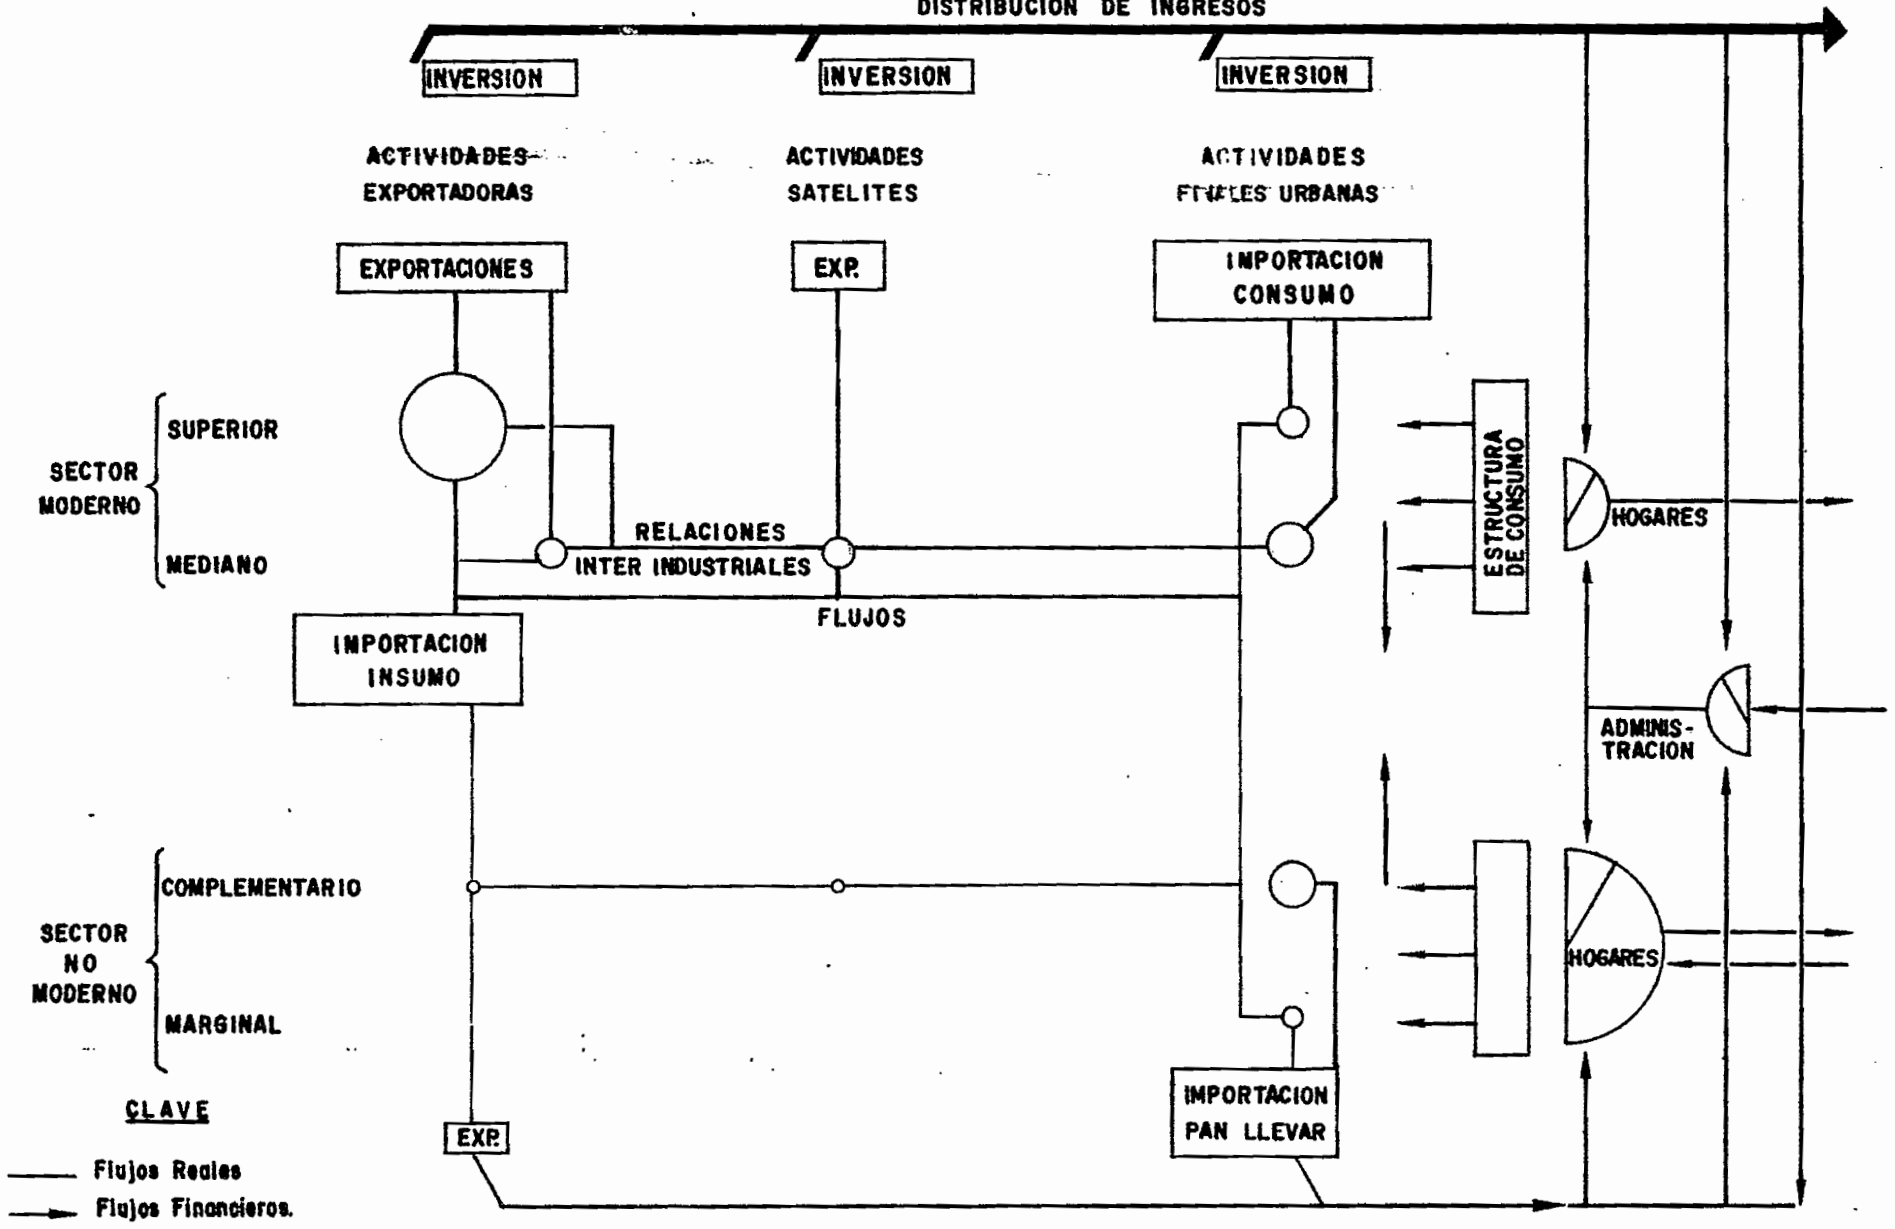 DISTRIBUCION DE INGRESOS
INVERSION
INVERSION
INVERSION
ACTIVIDADES
EXPORTADORAS
ACTIVIDADES
SATELITES
ACTIVIDADES
FINALES URBANAS
EXPORTACIONES
EXP.
IMPORTACION
CONSUMO
SECTOR
MODERNO
SUPERIOR
MEDIANO
RELACIONES
INTER INDUSTRIALES
FLUJOS
ESTRUCTURA
DE CONSUMO
HOGARES
IMPORTACION
INSUMO
ADMINIS-
TRACION
SECTOR
NO
MODERNO
COMPLEMENTARIO
MARGINAL
HOGARES
IMPORTACION
PAN LLEVAR
EXP.
CLAVE
Flujos Reales
Flujos Financieros.